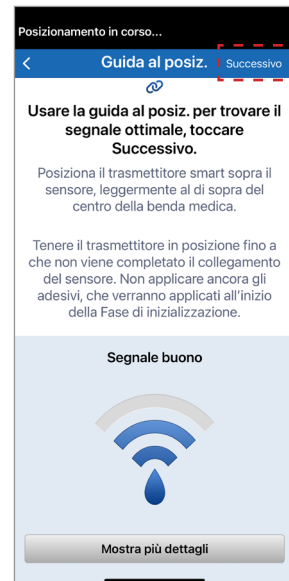 Posizionamento in corso...
Guida al posiz. Successivo
Usare la guida al posiz. per trovare il
segnale ottimale, toccare
Successivo.
Posiziona il trasmettitore smart sopra il
sensore, leggermente al di sopra del
centro della benda medica.
Tenere il trasmettitore in posizione fino a
che non viene completato il collegamento
del sensore. Non applicare ancora gli
adesivi, che verranno applicati all'inizio
della Fase di inizializzazione.
Segnale buono
Mostra più dettagli